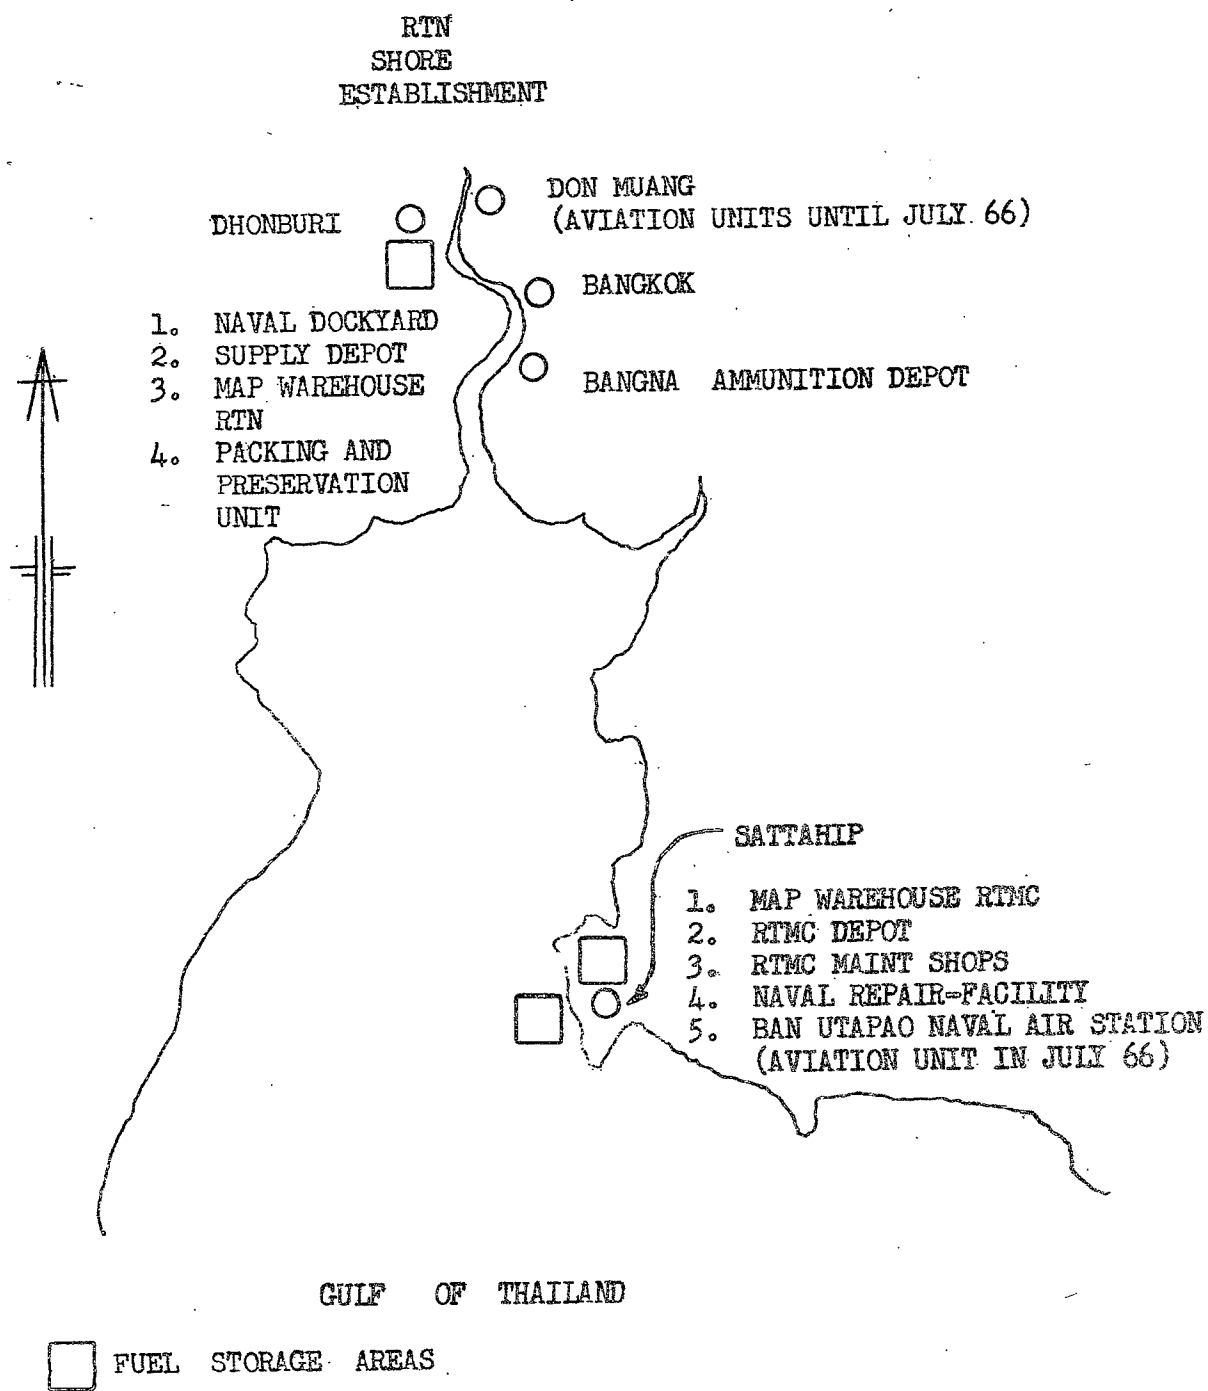 RTN
SHORE
ESTABLISHMENT
DON MUANG
(AVIATION UNITS UNTIL JULY 66)
DHONBURI
BANGKOK
1. NAVAL DOCKYARD
2. SUPPLY DEPOT
3. MAP WAREHOUSE
RTN
4. PACKING AND
PRESERVATION
UNIT
BANGNA AMMUNITION DEPOT
SATTAHIP
1. MAP WAREHOUSE RTMC
2. RTMC DEPOT
3. RTMC MAINT SHOPS
4. NAVAL REPAIR=FACILITY
5. BAN UTAPAO NAVAL AIR STATION
(AVIATION UNIT IN JULY 66)
GULF OF THAILAND
FUEL STORAGE AREAS